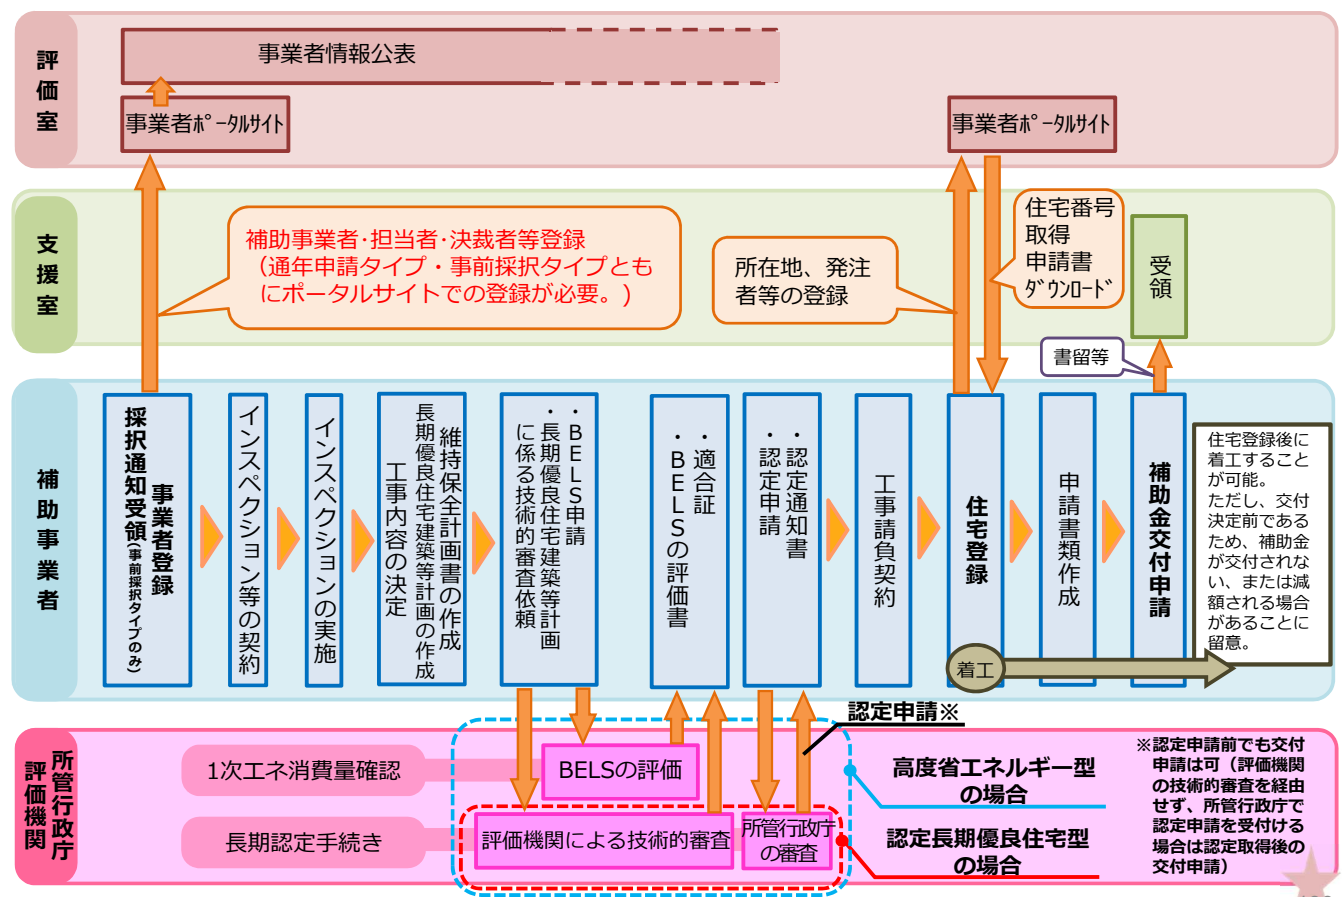 評価室
事業者情報公表
事業者ﾎﾟｰﾀﾙｻｲﾄ
事業者ﾎﾟｰﾀﾙｻｲﾄ
支援室
補助事業者・担当者・決裁者等登録
（通年申請タイプ・事前採択タイプとも
にポータルサイトでの登録が必要。)
所在地、発注
者等の登録
住宅番号
取得
申請書
ﾀﾞｳﾝﾛｰﾄﾞ
受領
書留等
補助事業者
事業者登録
採択通知受領(事前採択タイプのみ)
インスペクション等の契約
インスペクションの実施
維持保全計画書の作成
長期優良住宅建築等計画の作成
工事内容の決定
・BELS申請
・長期優良住宅建築等計画
に係る技術的審査依頼
・適合証
・BELSの評価書
・認定通知書
・認定申請
工事請負契約
住宅登録
申請書類作成
補助金交付申請
住宅登録後に
着工すること
が可能。
ただし、交付
決定前である
ため、補助金
が交付されな
い、または減
額される場合
があることに
留意。
着工
認定申請※
所管行政庁
評価機関
1次エネ消費量確認
BELSの評価
長期認定手続き
評価機関による技術的審査
所管行政庁
の審査
高度省エネルギー型
の場合
認定長期優良住宅型
の場合
※認定申請前でも交付
申請は可（評価機関
の技術的審査を経由
せず、所管行政庁で
認定申請を受付ける
場合は認定取得後の
交付申請）